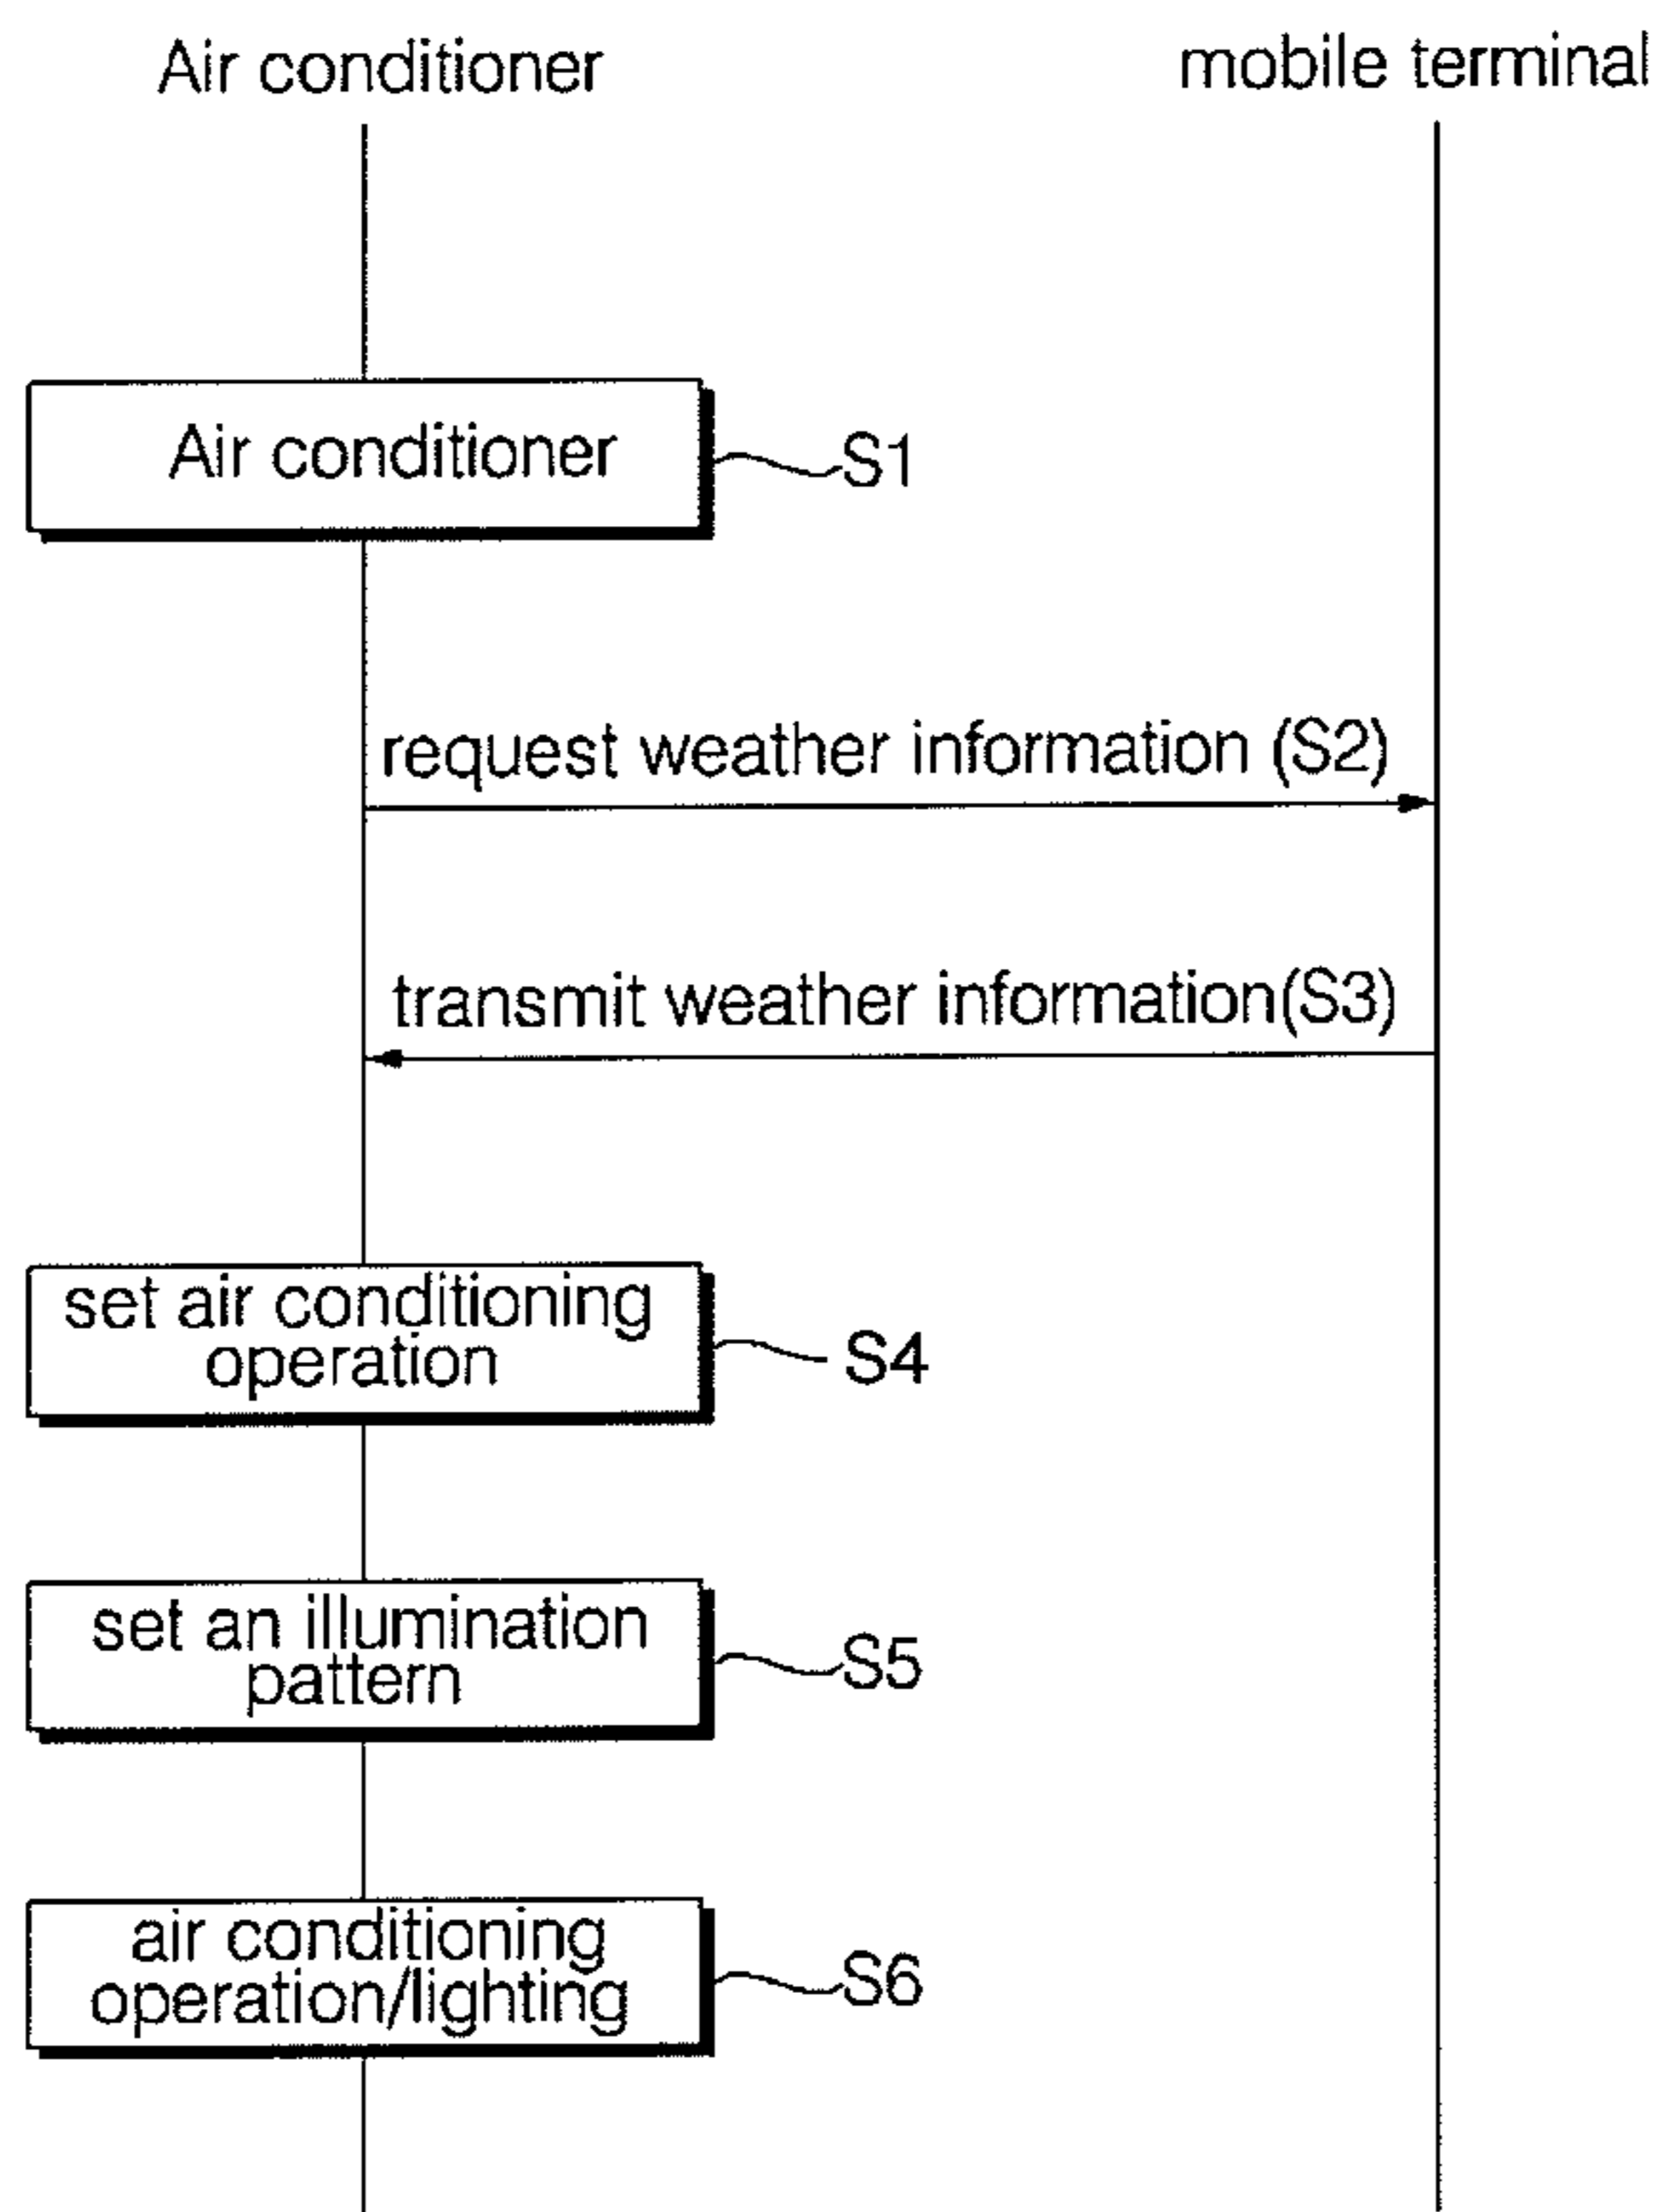 Air conditioner
mobile terminal
Air conditioner
S1
request weather information (S2)
transmit weather information(S3)
set air conditioning
operation
S4
set an illumination
pattern
S5
air conditioning
operation/lighting
S6